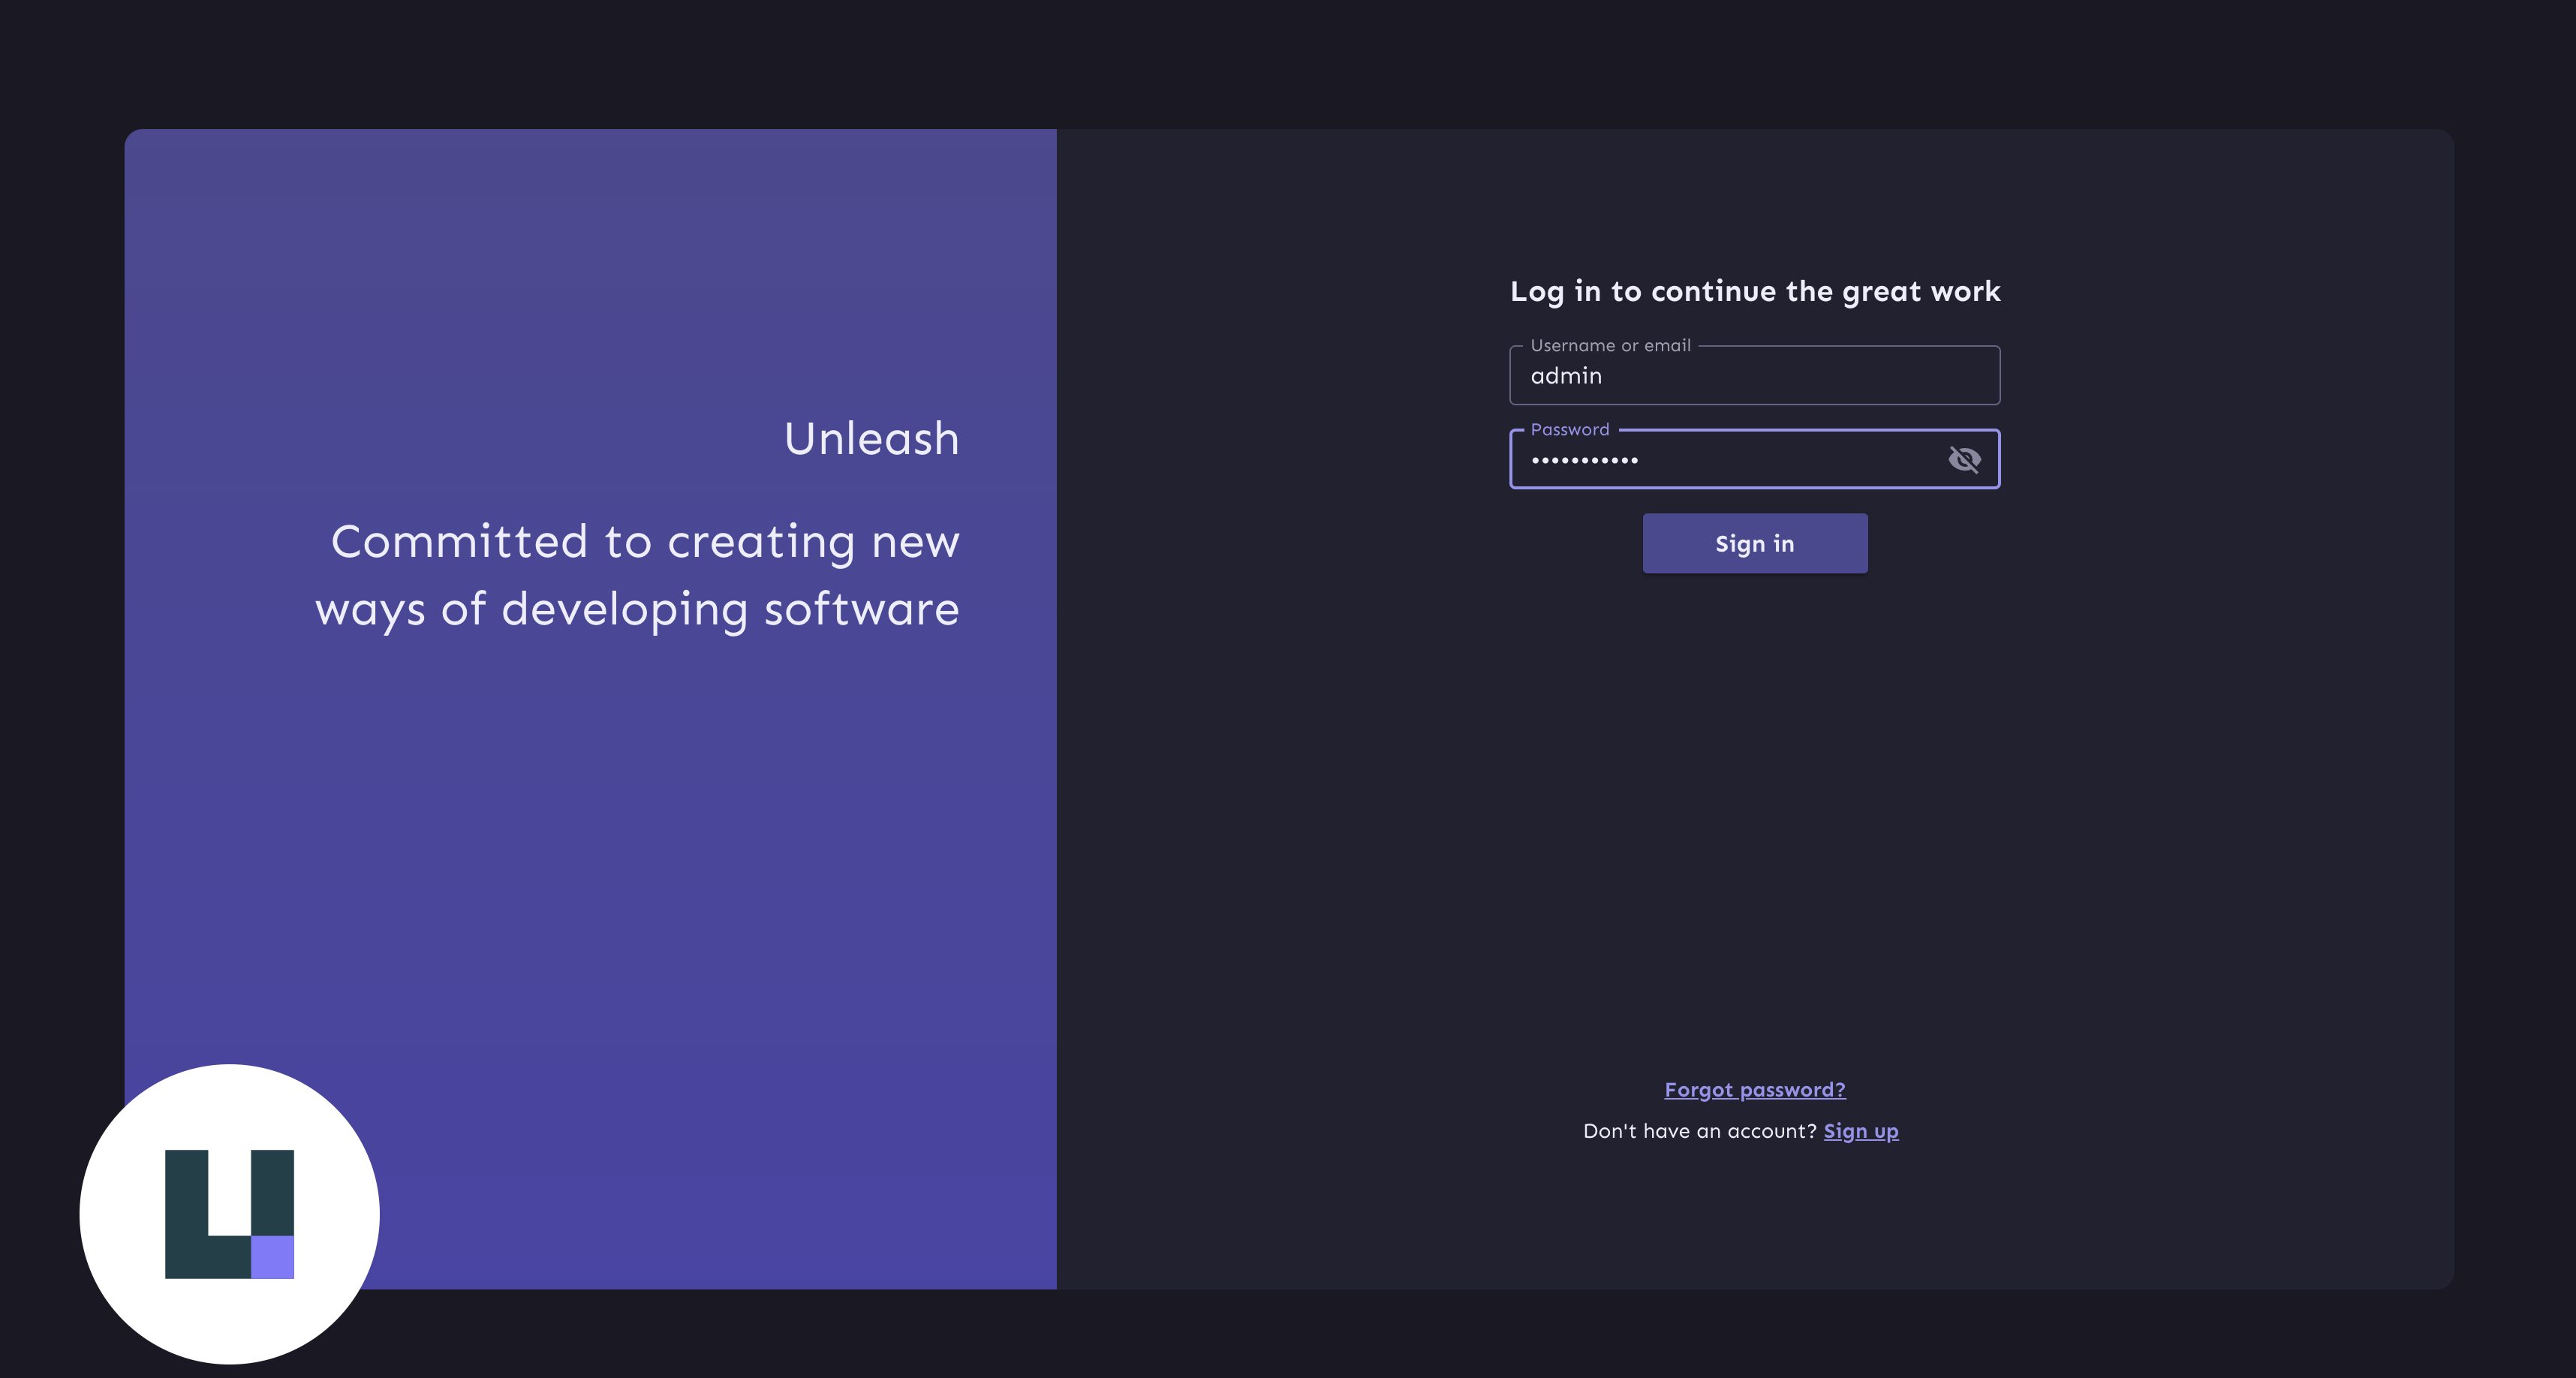 Unleash
Committed to creating new
ways of developing software
Log in to continue the great work
Username or email
admin
Password
•••••••••••
Sign in
Forgot password?
Don't have an account? Sign up